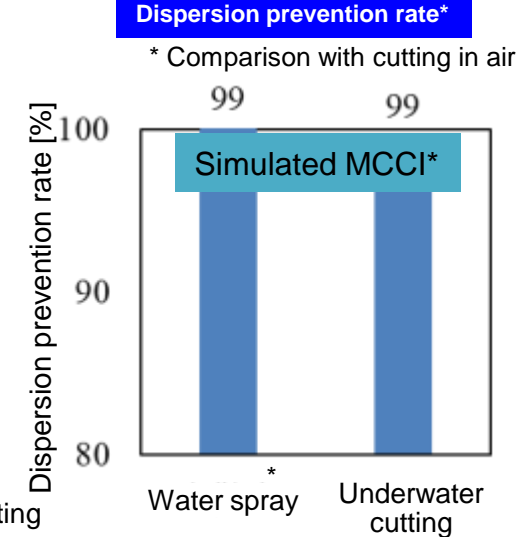 Dispersion prevention rate*
* Comparison with cutting in air
99 99
Dispersion prevention rate [%]
100
Simulated MCCI*
90
80
*
Water spray
Underwater
cutting
ting